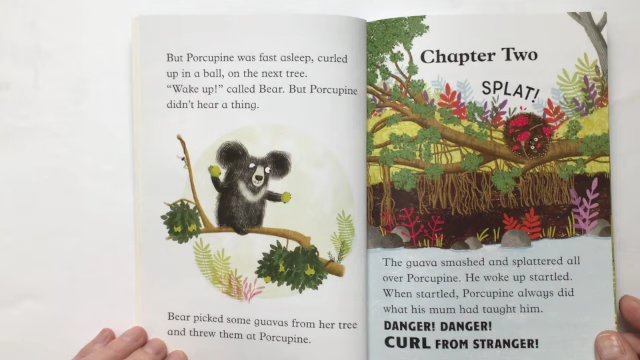 But Porcupine was fast asleep, curled
up in a ball, on the next tree.
“Wake up!” called Bear. But Porcupine
didn’t hear a thing.
Bear picked some guavas from her tree
and threw them at Porcupine.
Chapter Two
SPLAT!
The guava smashed and splattered all
over Porcupine. He woke up startled.
When startled, Porcupine always did
what his mum had taught him.
DANGER! DANGER!
CURL FROM STRANGER!